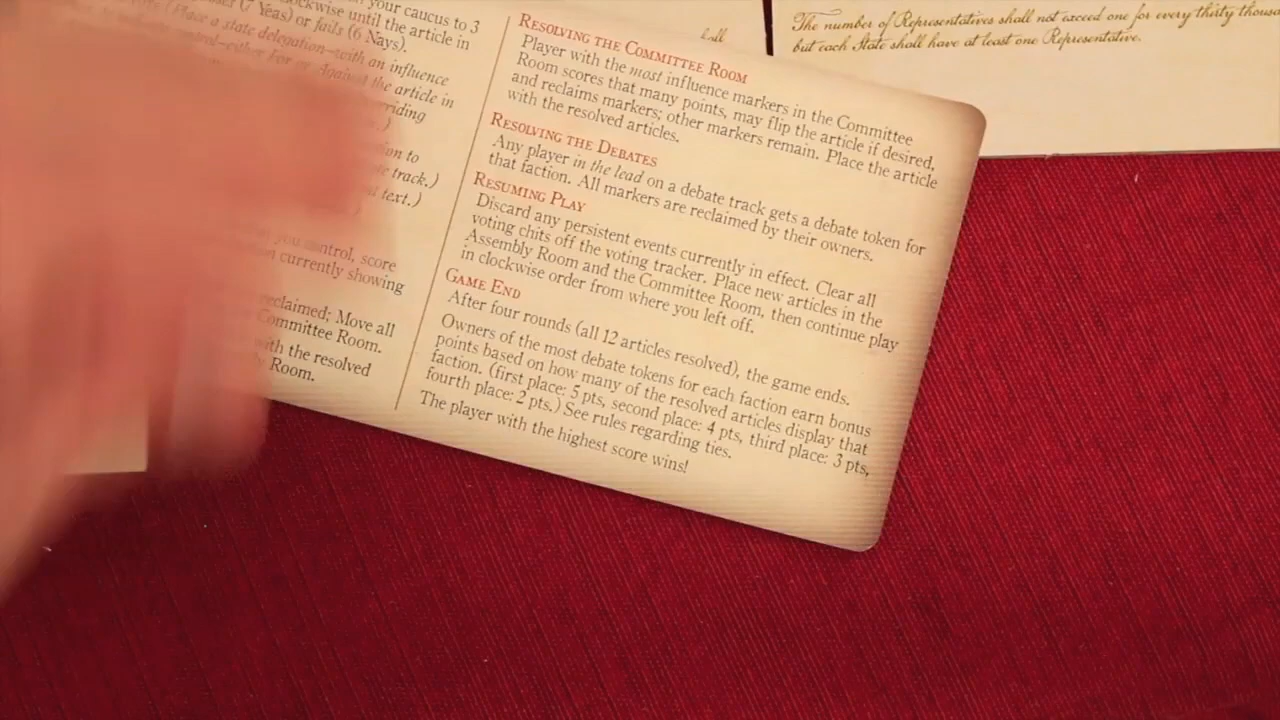 your caucus to 3
(7 Yeas) or fails (6 Nays).
clockwise until the article in
(Place a state delegation—with an influence
control—either For or Against the article in
track.)
text.)
you control, score
currently showing
reclaimed; Move all
Committee Room.
with the resolved
Room.
RESOLVING THE COMMITTEE ROOM
Player with the most influence markers in the Committee
Room scores that many points, may flip the article if desired,
and reclaims markers; other markers remain. Place the article
with the resolved articles.
RESOLVING THE DEBATES
Any player in the lead on a debate track gets a debate token for
that faction. All markers are reclaimed by their owners.
RESUMING PLAY
Discard any persistent events currently in effect. Clear all
voting chits off the voting tracker. Place new articles in the
Assembly Room and the Committee Room, then continue play
in clockwise order from where you left off.
GAME END
After four rounds (all 12 articles resolved), the game ends.
Owners of the most debate tokens for each faction earn bonus
points based on how many of the resolved articles display that
faction. (first place: 5 pts, second place: 4 pts, third place: 3 pts,
fourth place: 2 pts.) See rules regarding ties.
The player with the highest score wins!
The number of Representatives shall not exceed one for every thirty
but each State shall have at least one Representative.